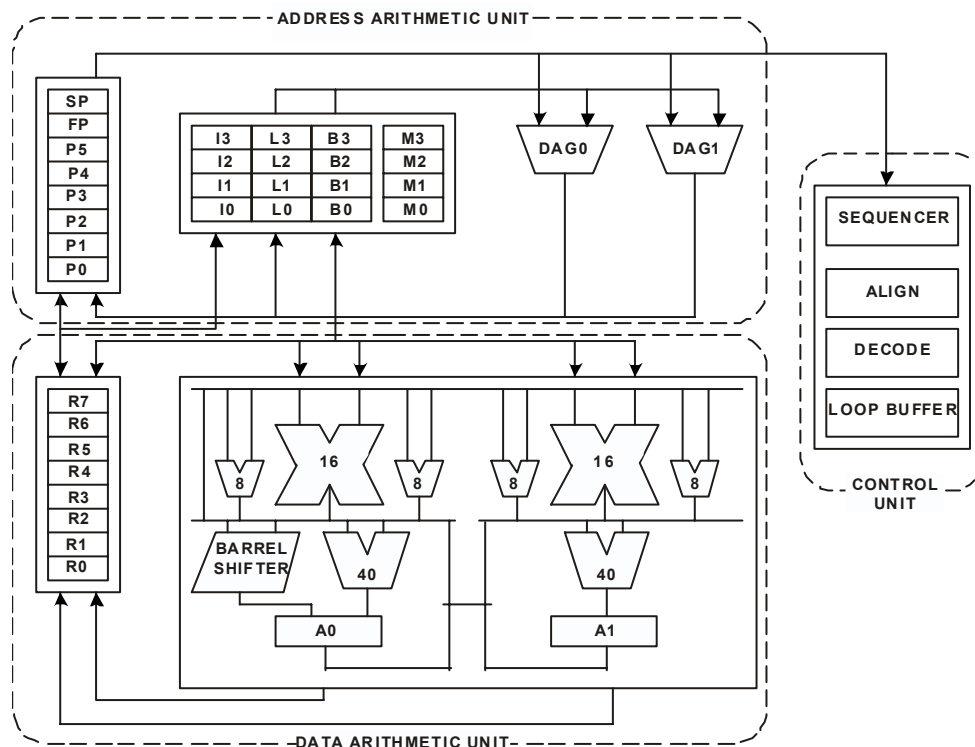 ADDRESS ARITHMETIC UNIT
SP
FP
P5
P4
P3
P2
P1
P0
I3 L3 B3 M3
I2 L2 B2 M2
I1 L1 B1 M1
I0 L0 B0 M0
DAG0
DAG1
SEQUENCER
ALIGN
DECODE
LOOP BUFFER
CONTROL
UNIT
R7
R6
R5
R4
R3
R2
R1
R0
16
8
8
16
8
8
BARREL
SHIFTER
40
40
A0
A1
DATA ARITHMETIC UNIT